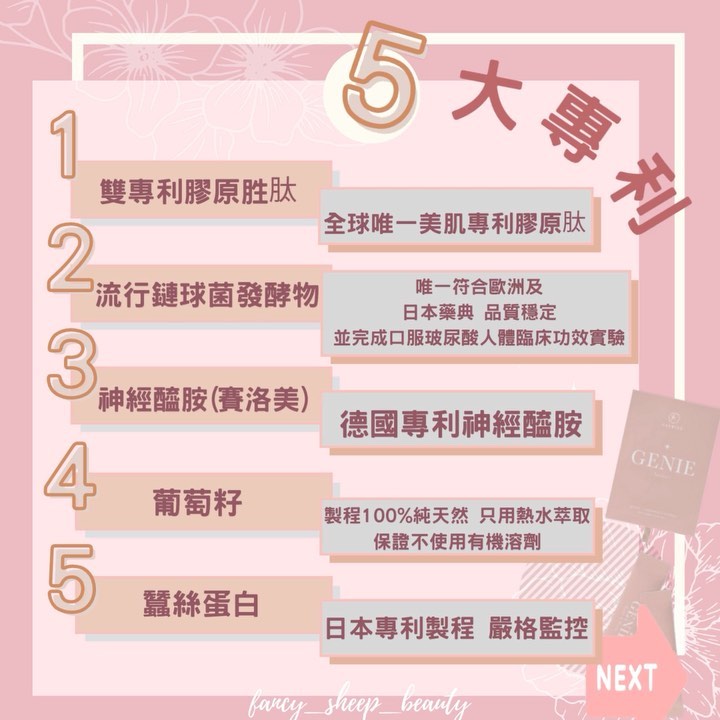 5大專利
1
雙專利膠原胜肽
全球唯一美肌專利膠原肽
2
流行鏈球菌發酵物
唯一符合歐洲及
日本藥典 品質穩定
並完成口服玻尿酸人體臨床功效實驗
3
神經醯胺(賽洛美)
德國專利神經醯胺
4
葡萄籽
製程100%純天然 只用熱水萃取
保證不使用有機溶劑
5
蠶絲蛋白
日本專利製程 嚴格監控
GENIE
NEXT
fancy_sheep_beauty